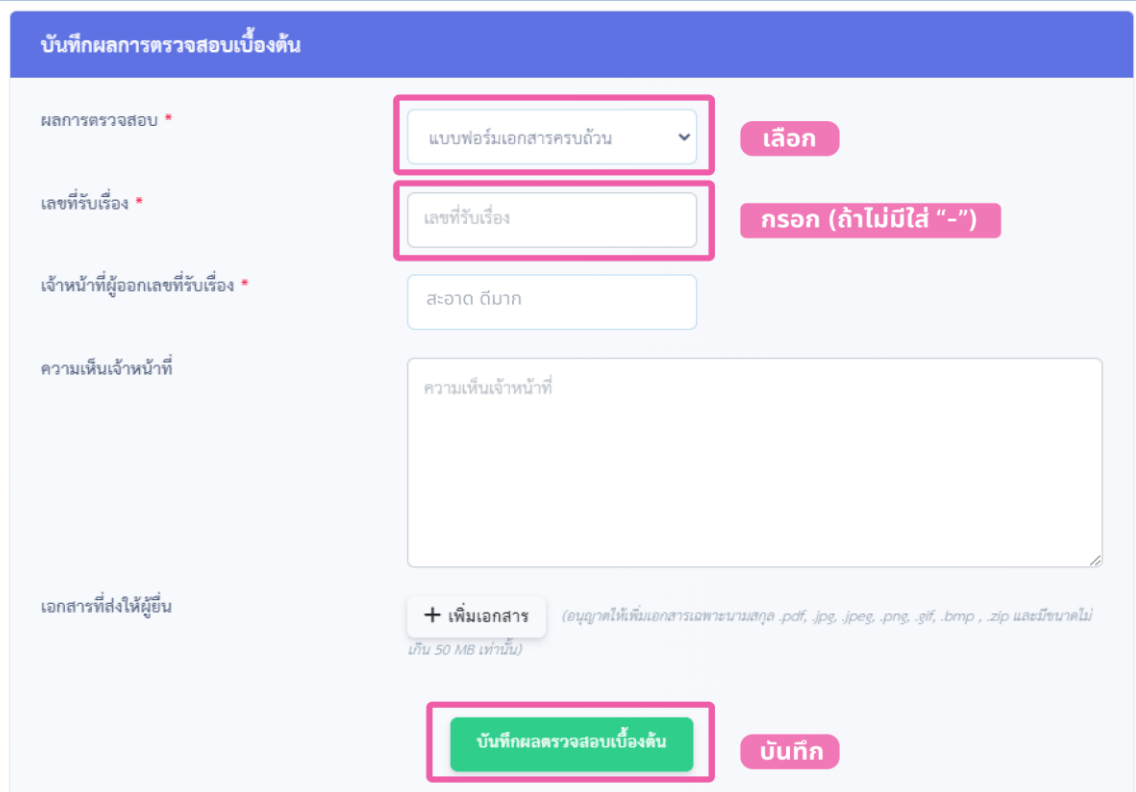 บันทึกผลการตรวจสอบเบื้องต้น
ผลการตรวจสอบ *
แบบฟอร์มเอกสารครบถ้วน
เลือก
เลขที่รับเรื่อง *
เลขที่รับเรื่อง
กรอก (ถ้าไม่มีใส่ “-”)
เจ้าหน้าที่ผู้ออกเลขที่รับเรื่อง *
สะอาด ดีมาก
ความเห็นเจ้าหน้าที่
ความเห็นเจ้าหน้าที่
เอกสารที่ส่งให้ผู้ยื่น
+ เพิ่มเอกสาร
(อนุญาตให้เพิ่มเอกสารเฉพาะนามสกุล .pdf, .jpg, .jpeg, .png, .gif, .bmp , .zip และมีขนาดไม่
เกิน 50 MB เท่านั้น)
บันทึกผลตรวจสอบเบื้องต้น
บันทึก